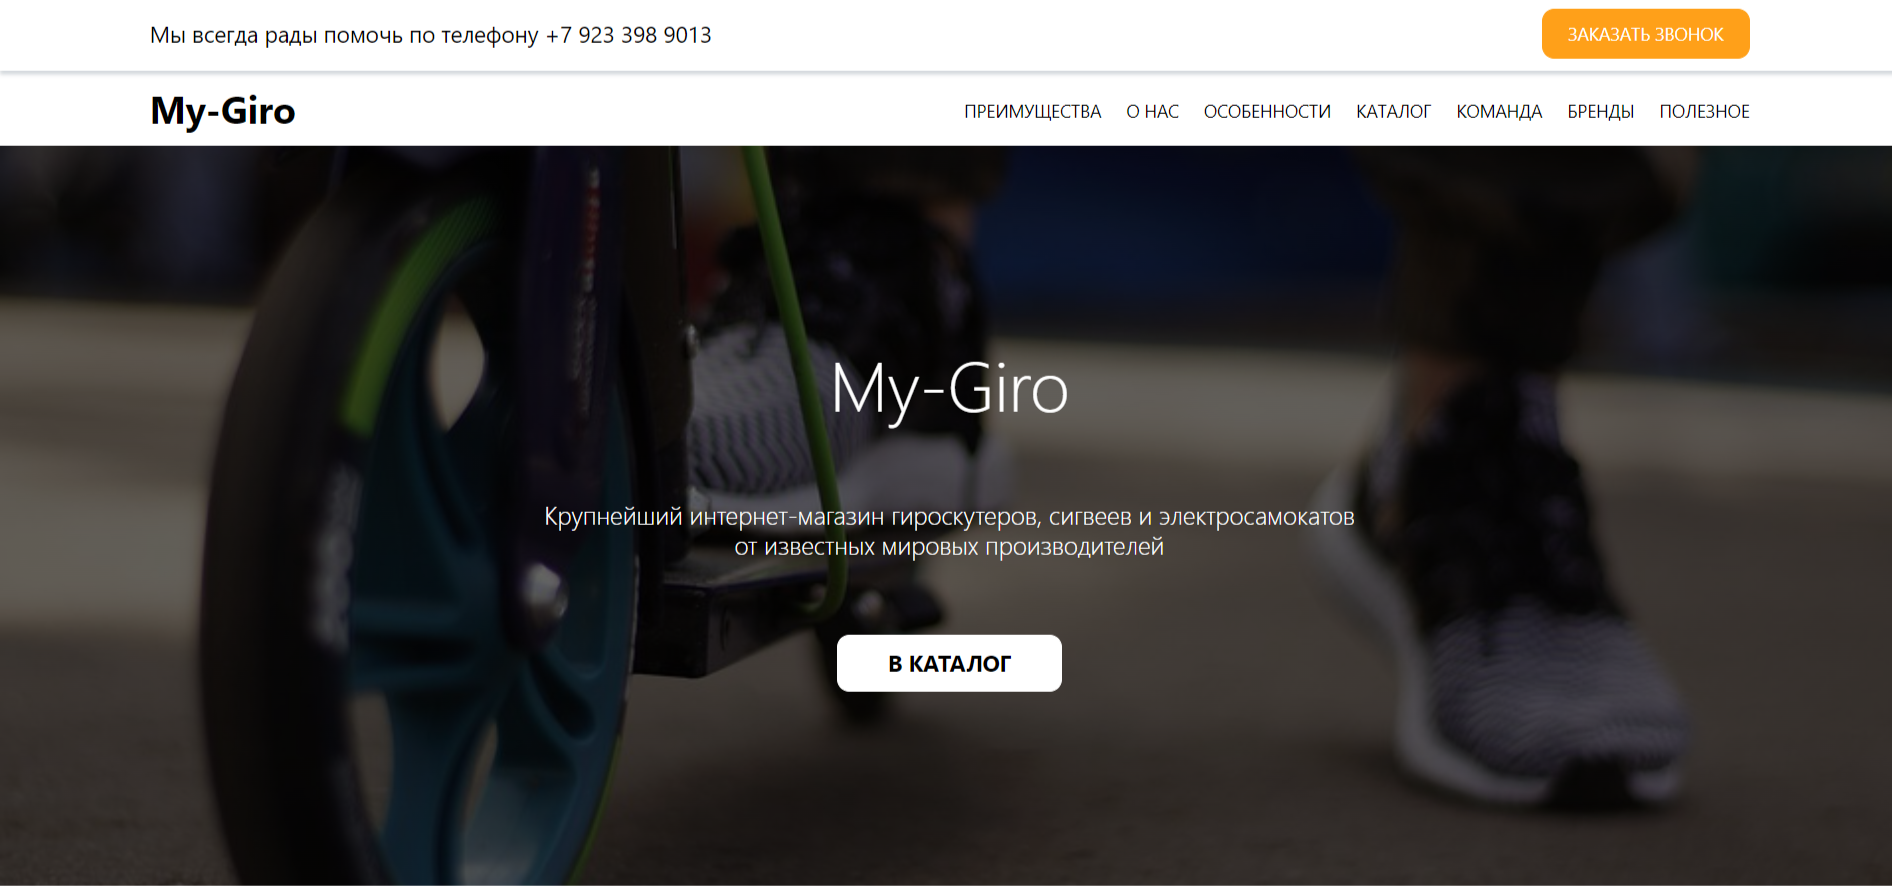 Мы всегда рады помочь по телефону +7 923 398 9013
ЗАКАЗАТЬ ЗВОНОК
My-Giro
ПРЕИМУЩЕСТВА О НАС ОСОБЕННОСТИ КАТАЛОГ КОМАНДА БРЕНДЫ ПОЛЕЗНОЕ
My-Giro
Крупнейший интернет-магазин гироскутеров, сигвеев и электросамокатов
от известных мировых производителей
В КАТАЛОГ